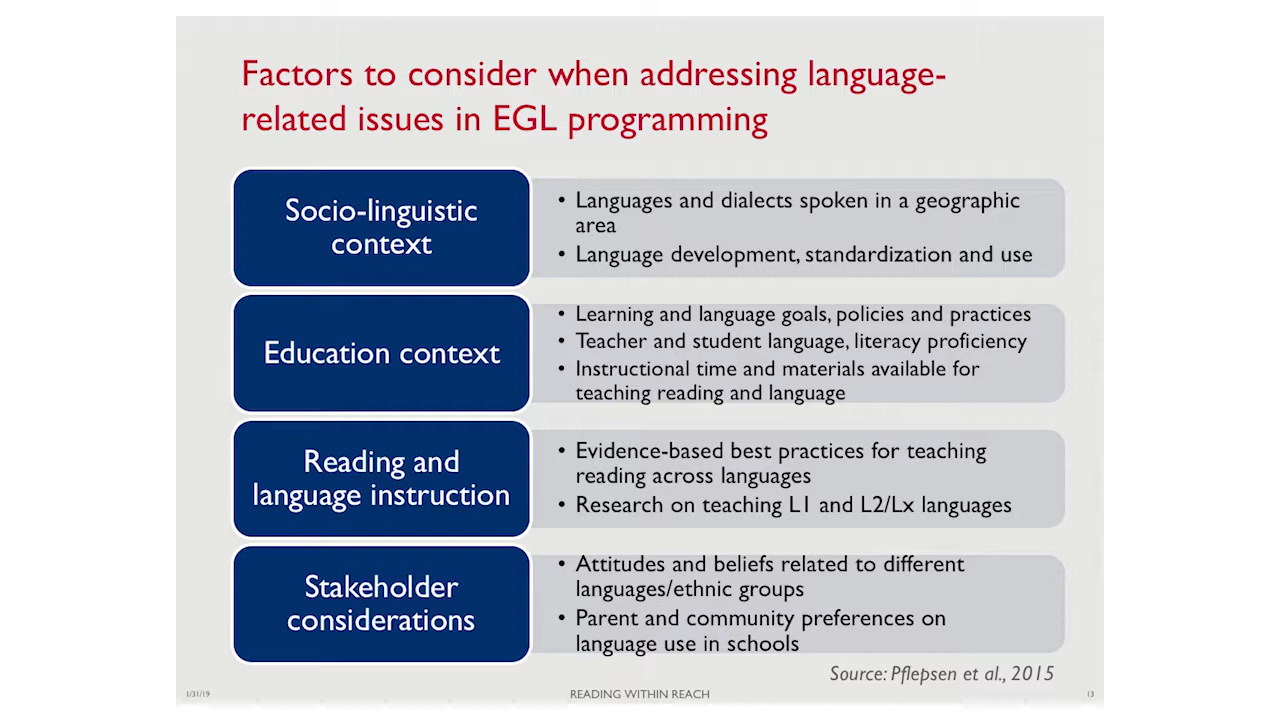 Factors to consider when addressing language-
related issues in EGL programming
Socio-linguistic
context
• Languages and dialects spoken in a geographic
area
• Language development, standardization and use
Education context
• Learning and language goals, policies and practices
• Teacher and student language, literacy proficiency
• Instructional time and materials available for
teaching reading and language
Reading and
language instruction
• Evidence-based best practices for teaching
reading across languages
• Research on teaching L1 and L2/Lx languages
Stakeholder
considerations
• Attitudes and beliefs related to different
languages/ethnic groups
• Parent and community preferences on
language use in schools
Source: Pflepsen et al., 2015
1/31/19
READING WITHIN REACH
13